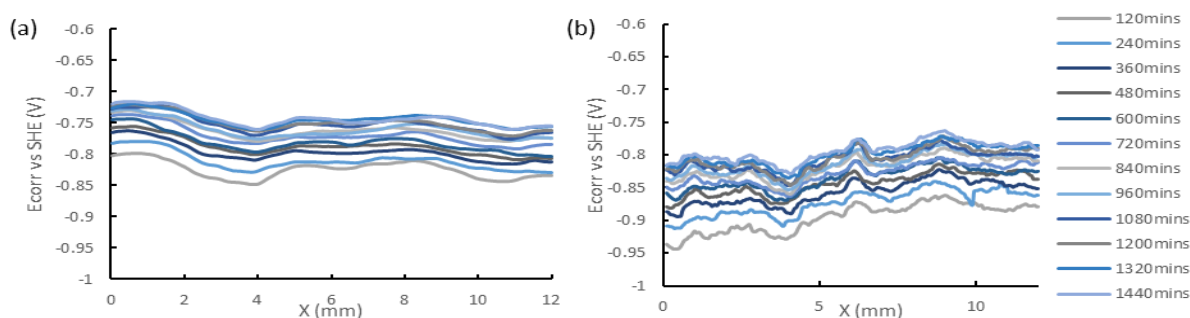 (a)
Ecorr vs SHE (V)
-0.6
-0.65
-0.7
-0.75
-0.8
-0.85
-0.9
-0.95
-1
0 2 4 6 8 10 12
X (mm)
(b)
Ecorr vs SHE (V)
-0.6
-0.65
-0.7
-0.75
-0.8
-0.85
-0.9
-0.95
-1
0 5 10
X (mm)
120mins
240mins
360mins
480mins
600mins
720mins
840mins
960mins
1080mins
1200mins
1320mins
1440mins